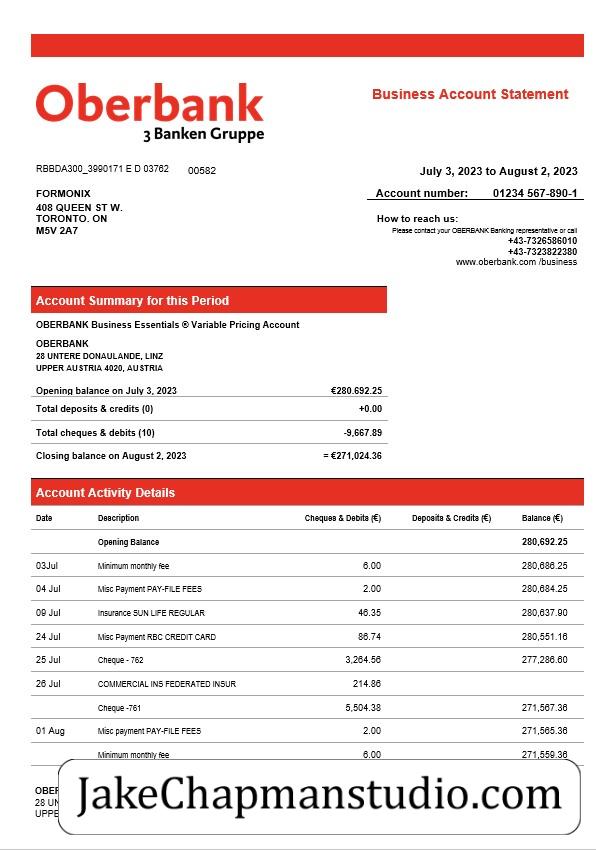 Oberbank
3 Banken Gruppe
Business Account Statement
RBBDA300_3990171 E D 03762 00582
July 3, 2023 to August 2, 2023
FORMONIX
408 QUEEN ST W.
TORONTO. ON
M5V 2A7
Account number: 01234 567-890-1
How to reach us:
Please contact your OBERBANK Banking representative or call
+43-7326586010
+43-7323822380
www.oberbank.com /business
Account Summary for this Period
OBERBANK Business Essentials ® Variable Pricing Account
OBERBANK
28 UNTERE DONAULANDE, LINZ
UPPER AUSTRIA 4020, AUSTRIA
Opening balance on July 3, 2023 €280.692.25
Total deposits & credits (0) +0.00
Total cheques & debits (10) -9,667.89
Closing balance on August 2, 2023 = €271,024.36
Account Activity Details
Date Description Cheques & Debits (€) Deposits & Credits (€) Balance (€)
Opening Balance 280,692.25
03Jul Minimum monthly fee 6.00 280,686.25
04 Jul Misc Payment PAY-FILE FEES 2.00 280,684.25
09 Jul Insurance SUN LIFE REGULAR 46.35 280,637.90
24 Jul Misc Payment RBC CREDIT CARD 86.74 280,551.16
25 Jul Cheque - 762 3,264.56 277,286.60
26 Jul COMMERCIAL INS FEDERATED INSUR 214.86
Cheque -761 5,504.38 271,567.36
01 Aug Misc payment PAY-FILE FEES 2.00 271,565.36
Minimum monthly fee 6.00 271,559.36
JakeChapmanstudio.com